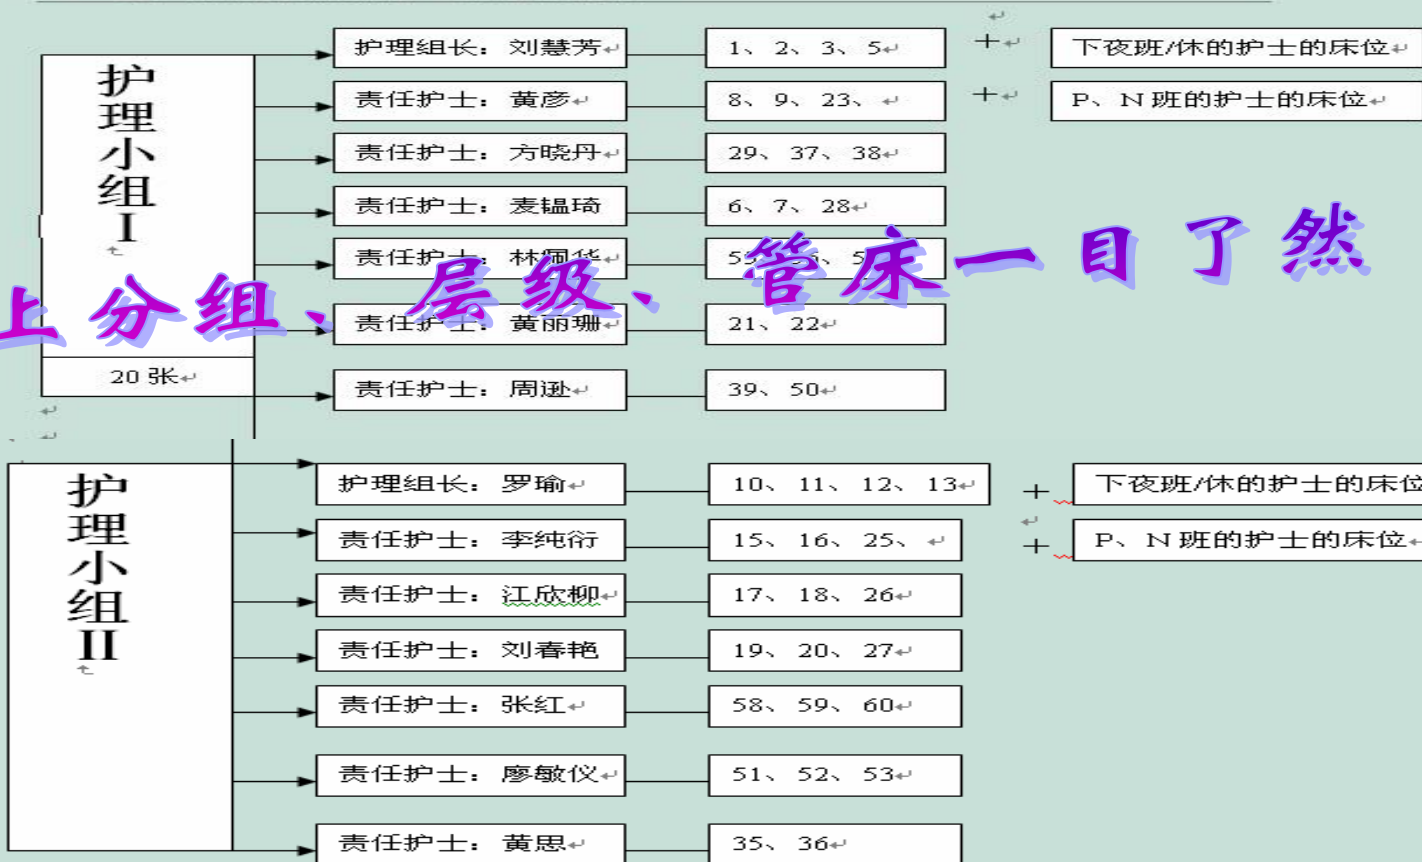 护理小组I
20 张
护理组长：刘慧芳
1、2、3、5
+
下夜班/休的护士的床位
责任护士：黄彦
8、9、23、
+
P、N 班的护士的床位
责任护士：方晓丹
29、37、38
责任护士：麦韫琦
6、7、28
责任护士：林佩华
责任护士：黄丽珊
21、22
责任护士：周逊
39、50
上分组、层级、管床一目了然
护理小组II
护理组长：罗瑜
10、11、12、13
+
下夜班/休的护士的床位
责任护士：李纯衍
15、16、25、
+
P、N 班的护士的床位
责任护士：江欣柳
17、18、26
责任护士：刘春艳
19、20、27
责任护士：张红
58、59、60
责任护士：廖敏仪
51、52、53
责任护士：黄思
35、36